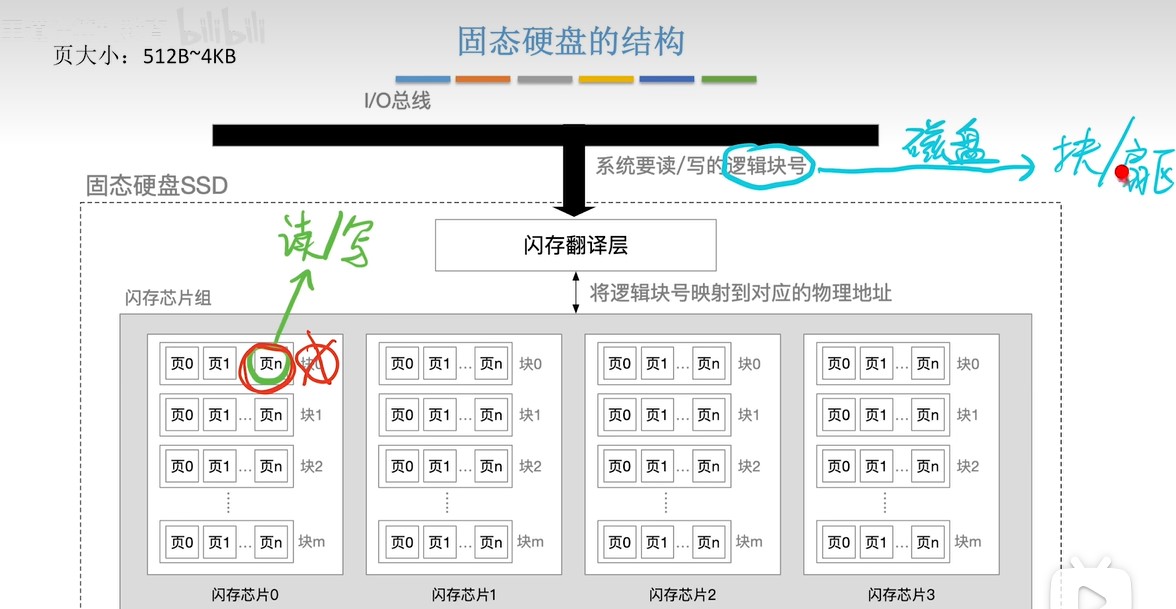 bilibili
固态硬盘的结构
页大小：512B~4KB
I/O总线
系统要读/写的逻辑块号
磁盘
块/扇区
固态硬盘SSD
读/写
闪存翻译层
将逻辑块号映射到对应的物理地址
闪存芯片组
页0 页1 页n 块0 页0 页1 … 页n 块0 页0 页1 … 页n 块0 页0 页1 … 页n 块0
页0 页1 … 页n 块1 页0 页1 … 页n 块1 页0 页1 … 页n 块1 页0 页1 … 页n 块1
页0 页1 … 页n 块2 页0 页1 … 页n 块2 页0 页1 … 页n 块2 页0 页1 … 页n 块2
页0 页1 … 页n 块m 页0 页1 … 页n 块m 页0 页1 … 页n 块m 页0 页1 … 页n 块m
闪存芯片0 闪存芯片1 闪存芯片2 闪存芯片3